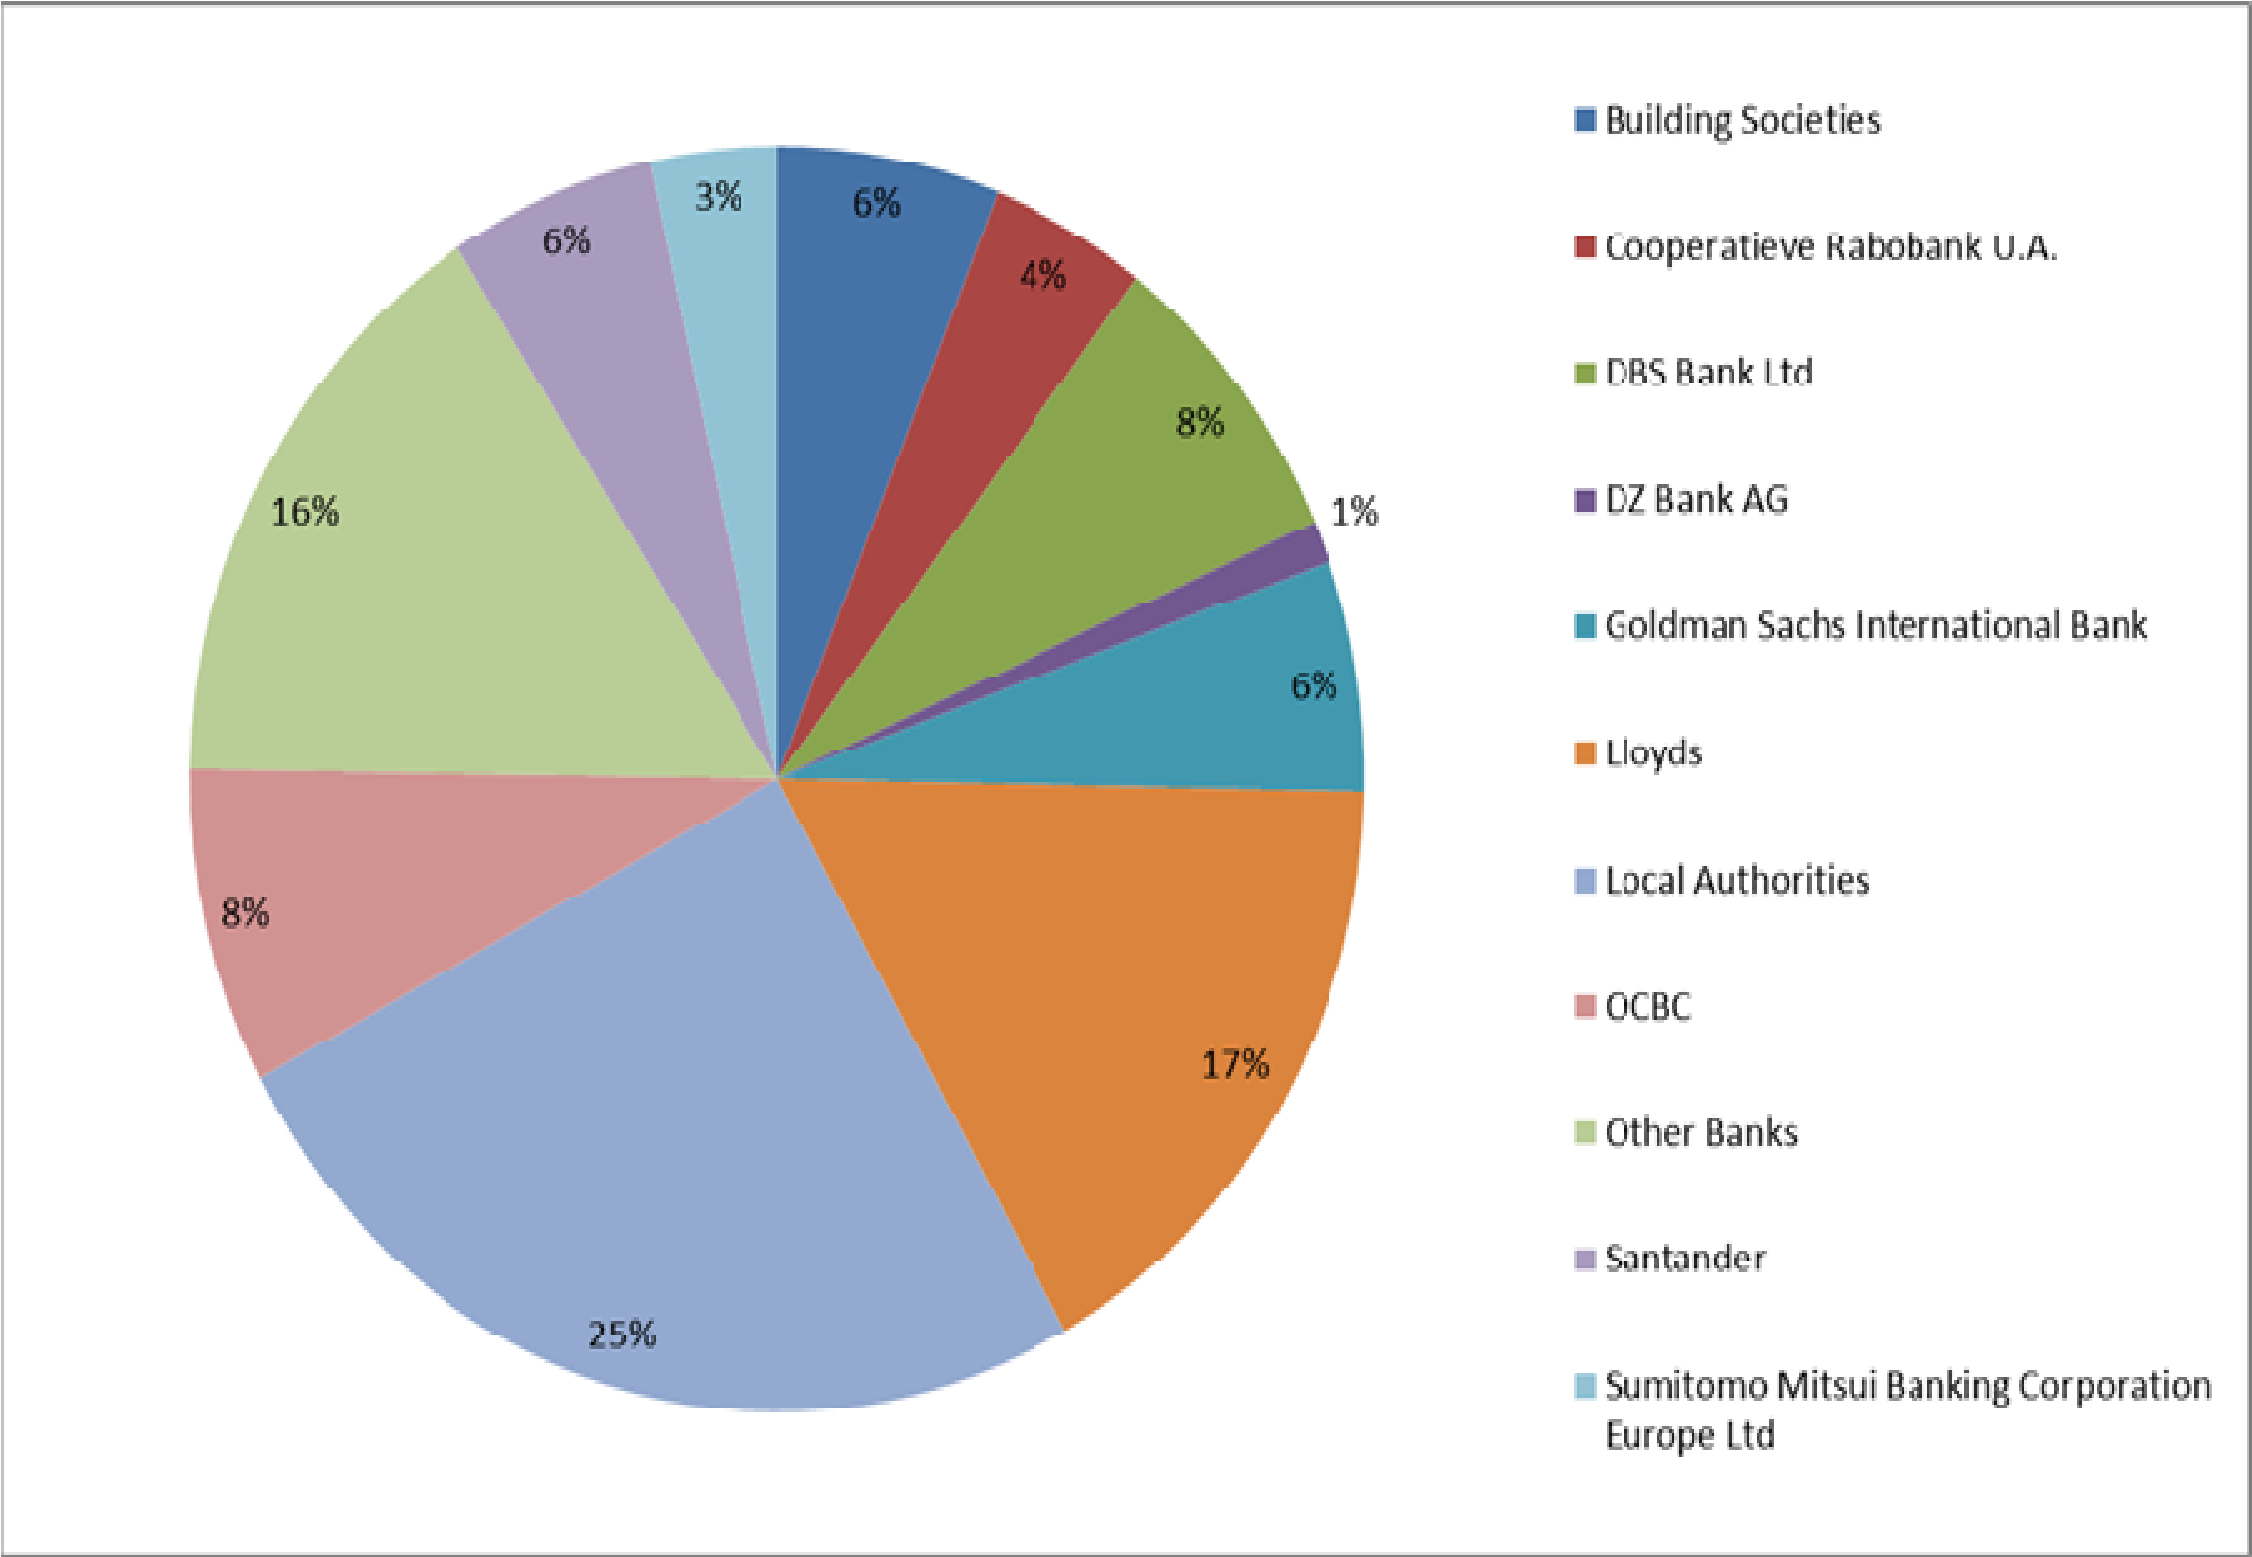 3%
6%
6%
4%
8%
1%
16%
6%
8%
17%
25%
Building Societies
Cooperatieve Rabobank U.A.
DBS Bank Ltd
DZ Bank AG
Goldman Sachs International Bank
Lloyds
Local Authorities
OCBC
Other Banks
Santander
Sumitomo Mitsui Banking Corporation
Europe Ltd